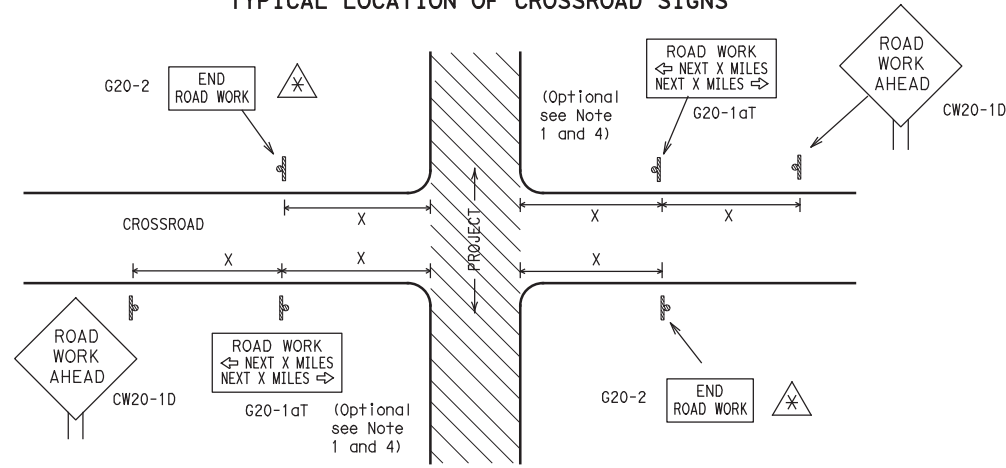 TYPICAL LOCATION OF CROSSROAD SIGNS
G20-2
END
ROAD WORK
(Optional
see Note
1 and 4)
ROAD WORK
⇦ NEXT X MILES
NEXT X MILES ⇨
G20-1aT
ROAD
WORK
AHEAD
CW20-1D
X
X
X
CROSSROAD
PROJECT
X
X
X
ROAD
WORK
AHEAD
CW20-1D
ROAD WORK
⇦ NEXT X MILES
NEXT X MILES ⇨
G20-1aT
(Optional
see Note
1 and 4)
G20-2
END
ROAD WORK